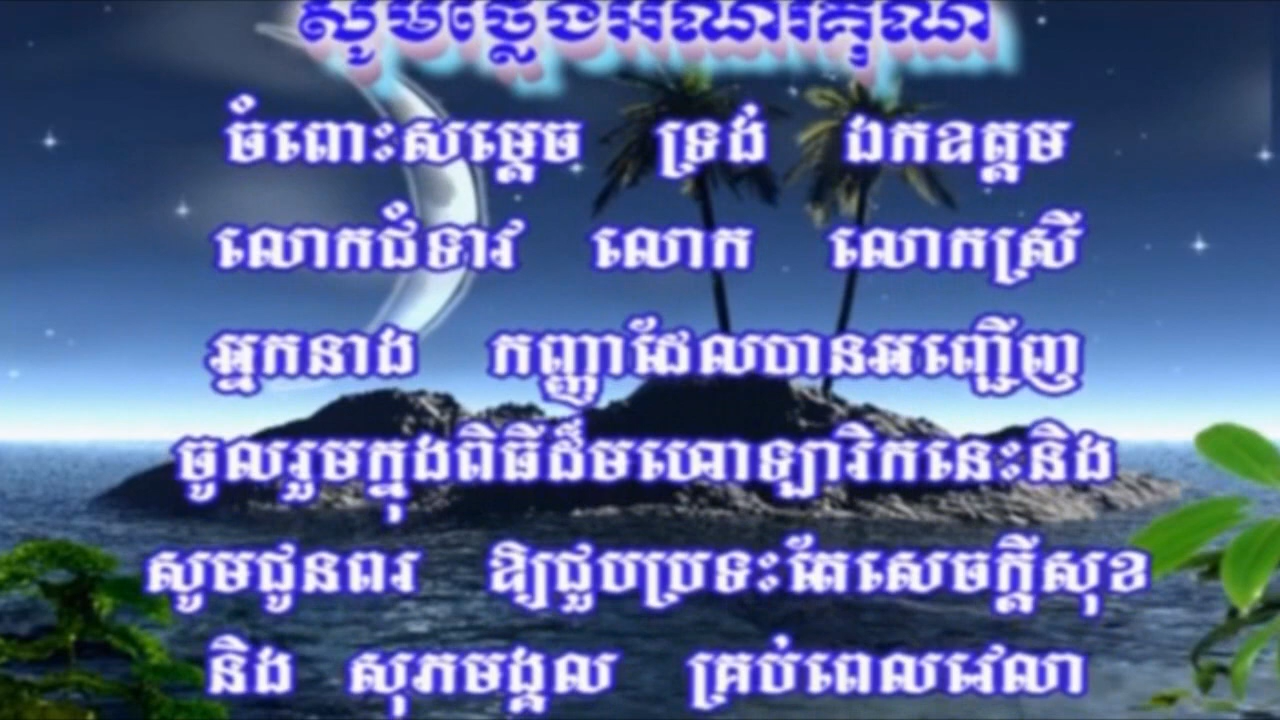 សូមថ្លែងអំណរគុណ
ចំពោះសម្តេច ទ្រង់ ឯកឧត្តម
លោកជំទាវ លោក លោកស្រី
អ្នកនាង កញ្ញាដែលបានអញ្ជើញ
ចូលរួមក្នុងពិធីដ៏មហោឡារិកនេះនិង
សូមជូនពរ ឱ្យជួបប្រទះតែសេចក្តីសុខ
និង សុភមង្គល គ្រប់ពេលវេលា